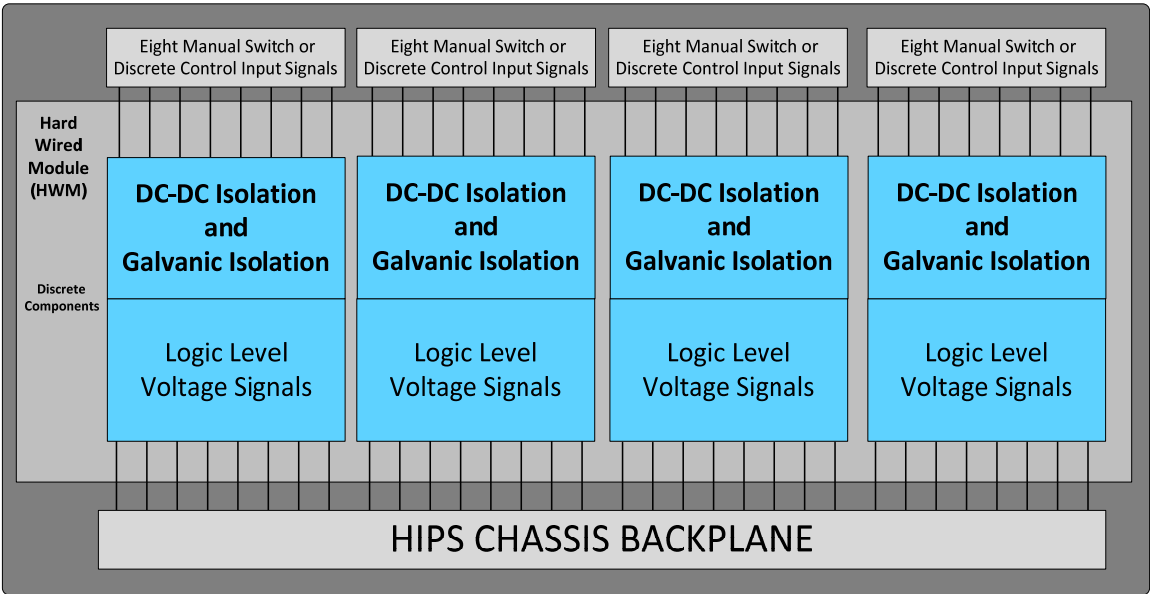 Eight Manual Switch or
Discrete Control Input Signals
Eight Manual Switch or
Discrete Control Input Signals
Eight Manual Switch or
Discrete Control Input Signals
Eight Manual Switch or
Discrete Control Input Signals
Hard
Wired
Module
(HWM)
Discrete
Components
DC-DC Isolation
and
Galvanic Isolation
DC-DC Isolation
and
Galvanic Isolation
DC-DC Isolation
and
Galvanic Isolation
DC-DC Isolation
and
Galvanic Isolation
Logic Level
Voltage Signals
Logic Level
Voltage Signals
Logic Level
Voltage Signals
Logic Level
Voltage Signals
HIPS CHASSIS BACKPLANE